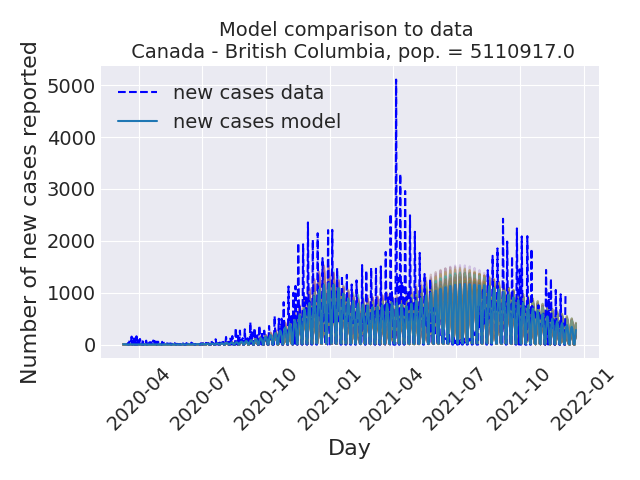 Model comparison to data
Canada - British Columbia, pop. = 5110917.0
Number of new cases reported
5000
4000
3000
2000
1000
0
new cases data
new cases model
2020-04
2020-07
2020-10
2021-01
2021-04
2021-07
2021-10
2022-01
Day